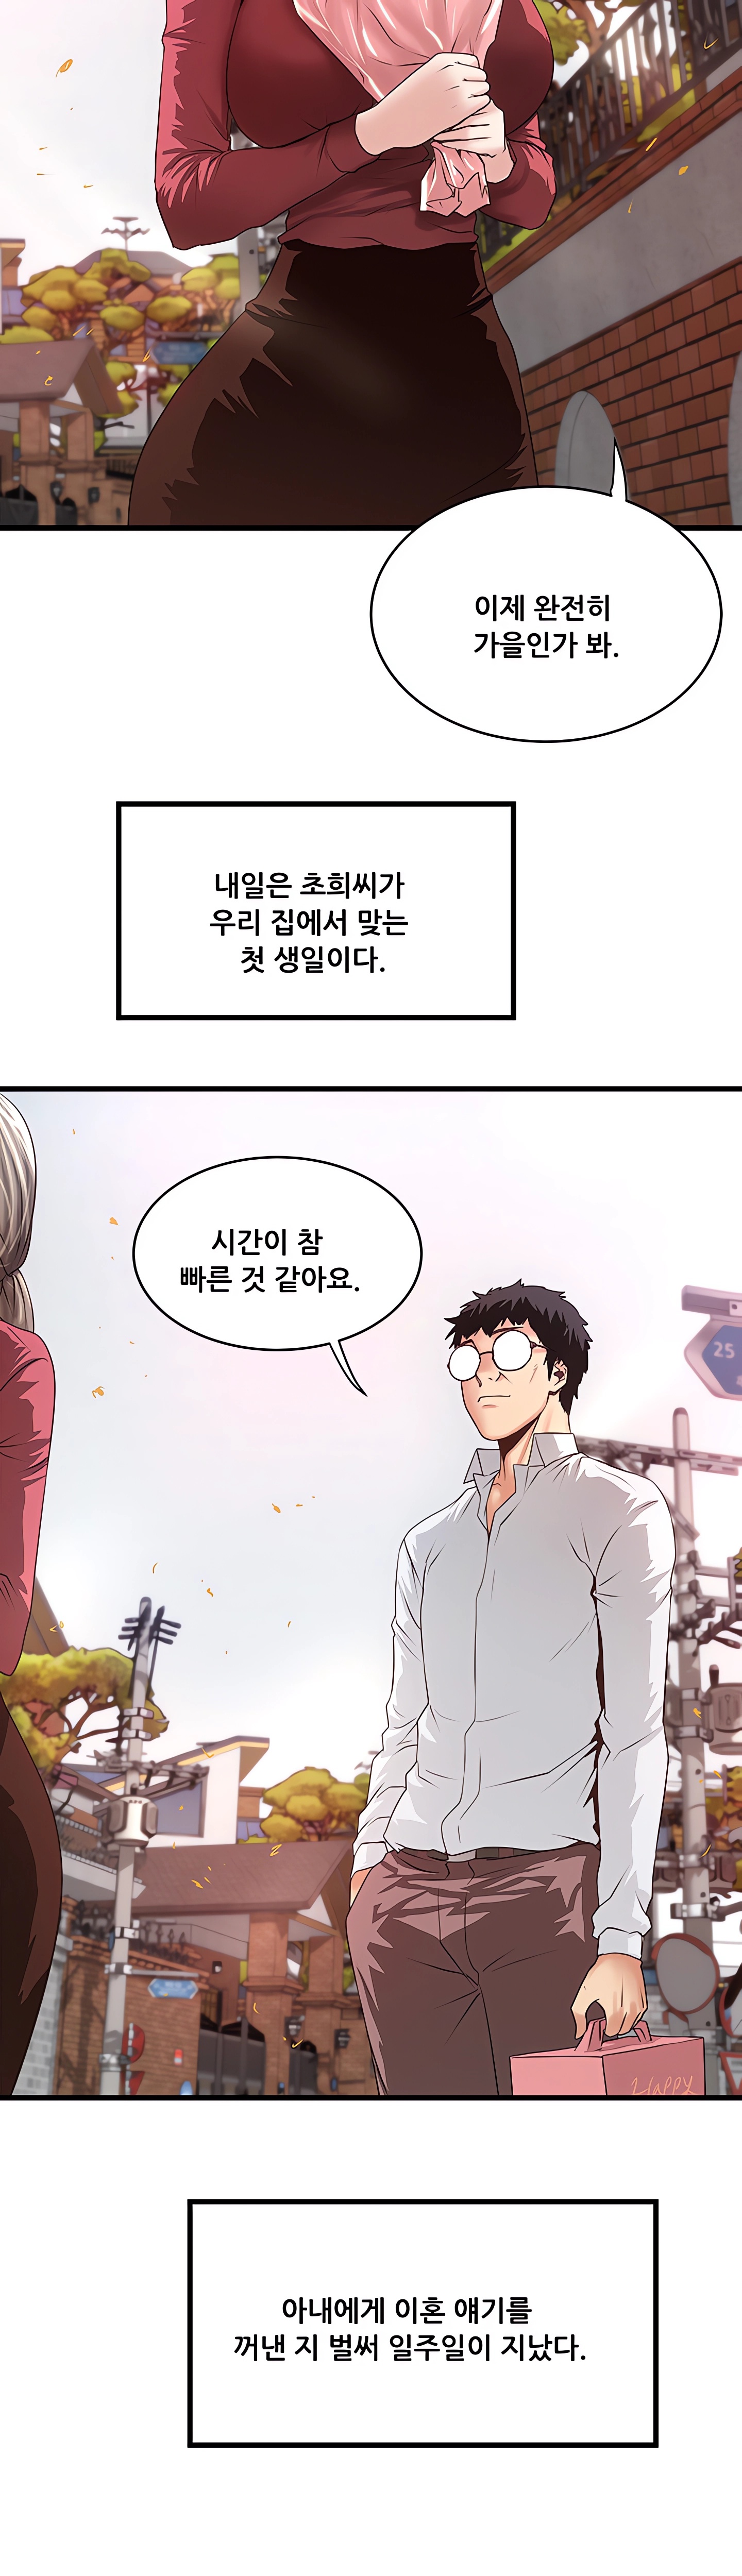 이제 완전히
가을인가 봐.
내일은 초희씨가
우리 집에서 맞는
첫 생일이다.
시간이 참
빠른 것 같아요.
25
HAPPY
아내에게 이혼 얘기를
꺼낸 지 벌써 일주일이 지났다.